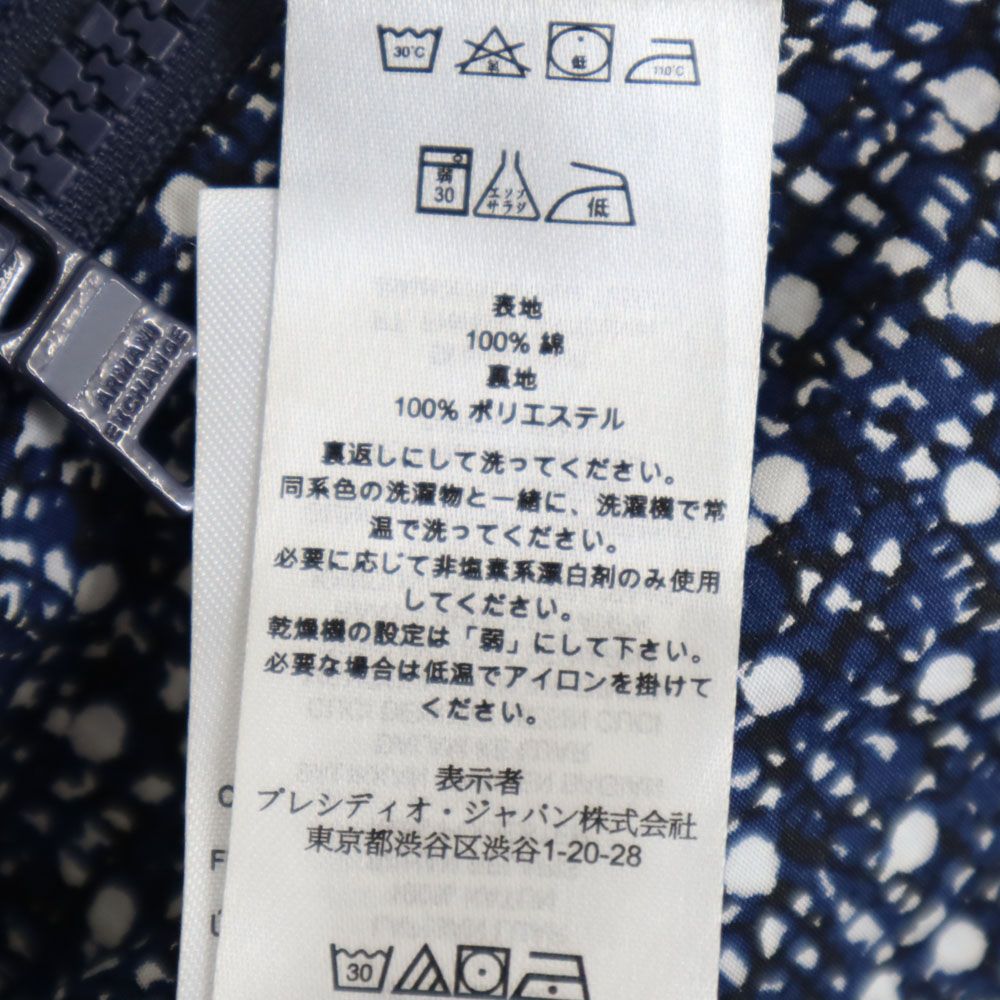 30°C 低 110°C
弱 30 エンソ サラシ 低
表地
100% 綿
裏地
100% ポリエステル
裏返しにして洗ってください。
同系色の洗濯物と一緒に、洗濯機で常
温で洗ってください。
必要に応じて非塩素系漂白剤のみ使用
してください。
乾燥機の設定は「弱」にして下さい。
必要な場合は低温でアイロンを掛けて
ください。
表示者
プレシディオ・ジャパン株式会社
東京都渋谷区渋谷1-20-28
30
ARMANI
EXCHANGE